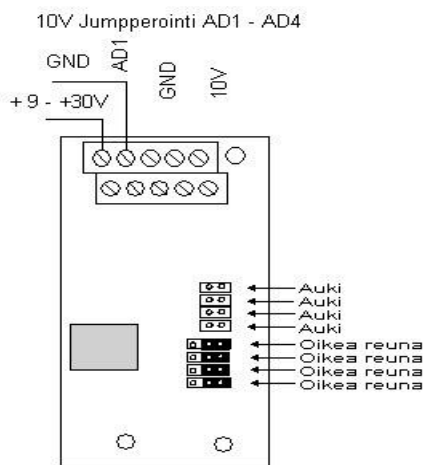 10V Jumpperointi AD1 - AD4
GND
AD1
GND
10V
+ 9 - +30V
Auki
Auki
Auki
Auki
Oikea reuna
Oikea reuna
Oikea reuna
Oikea reuna